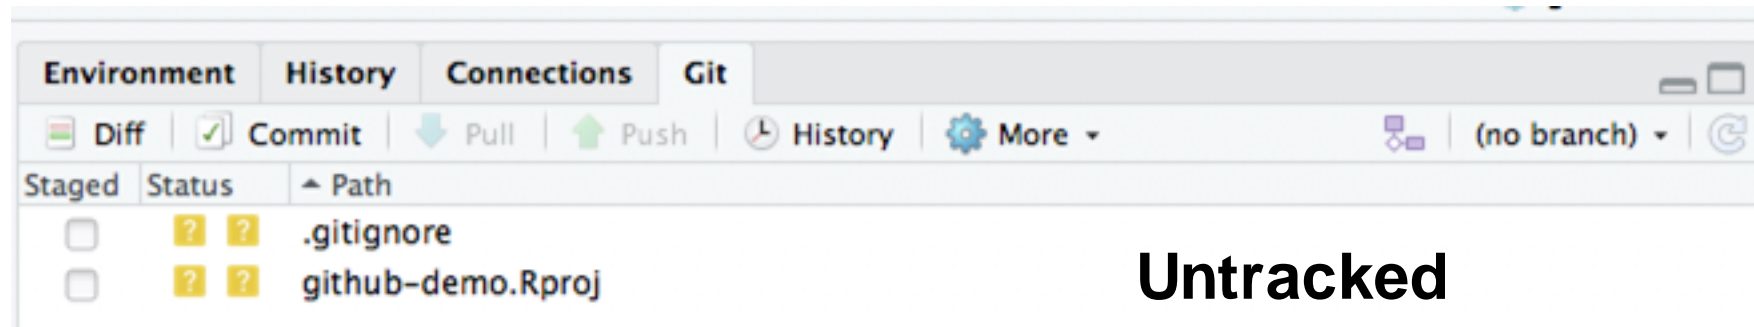 Environment History Connections Git
Diff Commit Pull Push History More (no branch)
Staged Status Path
? ? .gitignore
? ? github-demo.Rproj
Untracked